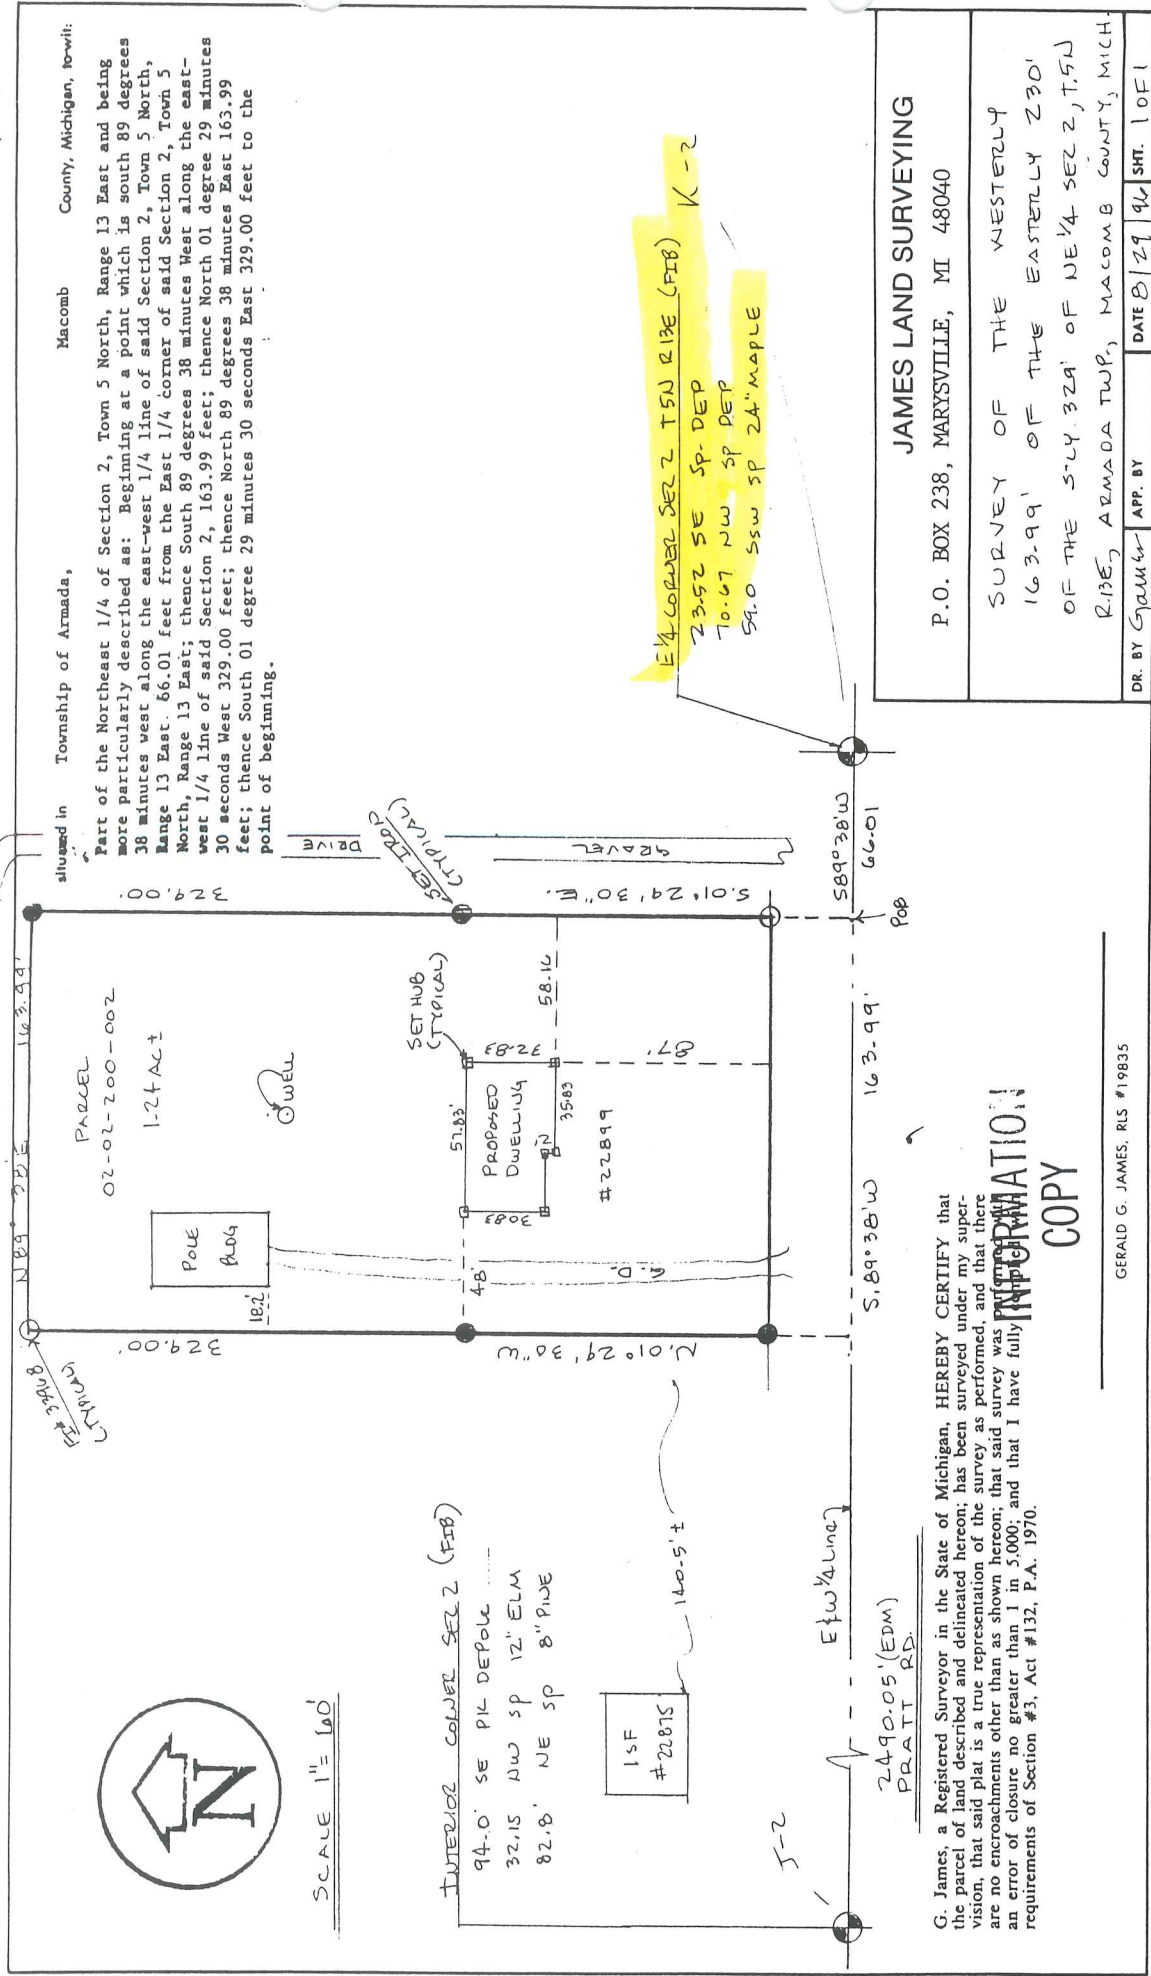 situated in Township of Armada, Macomb County, Michigan, to-wit:
Part of the Northeast 1/4 of Section 2, Town 5 North, Range 13 East and being
more particularly described as: Beginning at a point which is south 89 degrees
38 minutes west along the east-west 1/4 line of said Section 2, Town 5 North,
Range 13 East. 66.01 feet from the East 1/4 corner of said Section 2, Town 5
North, Range 13 East; thence South 89 degrees 38 minutes West along the east-
west 1/4 line of said Section 2, 163.99 feet; thence North 01 degree 29 minutes
30 seconds West 329.00 feet; thence North 89 degrees 38 minutes East 163.99
feet; thence South 01 degree 29 minutes 30 seconds East 329.00 feet to the
point of beginning.
N
SCALE 1"= 60'
INTERIOR CORNER SEC 2 (FIB)
94.0' SE PK DEPOLE
32.15 NW SP 12" ELM
82.8' NE SP 8" PINE
1SF
#22875
140.5'±
J-2
E&W 1/4 Line
2490.05' (EDM)
PRATT RD.
FI# 33968
(TYPICAL)
N89° 38'E 163.99'
329.00'
329.00'
PARCEL
02-02-200-002
1.24 AC±
POLE
BLDG
18.2'
WELL
SET HUB
(TYPICAL)
SET IRON
(TYPICAL)
57.83'
PROPOSED
DWELLING
32.83
30.83
35.83
2'
48'
58.16
87'
#22899
N.01° 29' 30"W
S.01° 29' 30"E.
GRAVEL
DRIVE
S.89°38'W 163.99'
S89°38'W
66.01
POB
E 1/4 CORNER SEC 2 T5N R13E (FIB) K-2
23.52 SE SP. DEP
70.67 NW SP DEP
59.0 SSW SP 24" MAPLE
G. James, a Registered Surveyor in the State of Michigan, HEREBY CERTIFY that
the parcel of land described and delineated hereon; has been surveyed under my super-
vision, that said plat is a true representation of the survey as performed, and that there
are no encroachments other than as shown hereon; that said survey was performed with
an error of closure no greater than 1 in 5,000; and that I have fully complied with
requirements of Section #3, Act #132, P.A. 1970.
INFORMATION
COPY
GERALD G. JAMES, RLS #19835
JAMES LAND SURVEYING
P.O. BOX 238, MARYSVILLE, MI 48040
SURVEY OF THE WESTERLY
163.99' OF THE EASTERLY 230'
OF THE S'LY. 329' OF NE 1/4 SEC 2, T.5N
R.13E, ARMADA TWP., MACOMB COUNTY, MICH.
DR. BY APP. BY DATE 8/29/96 SHT. 1 OF 1